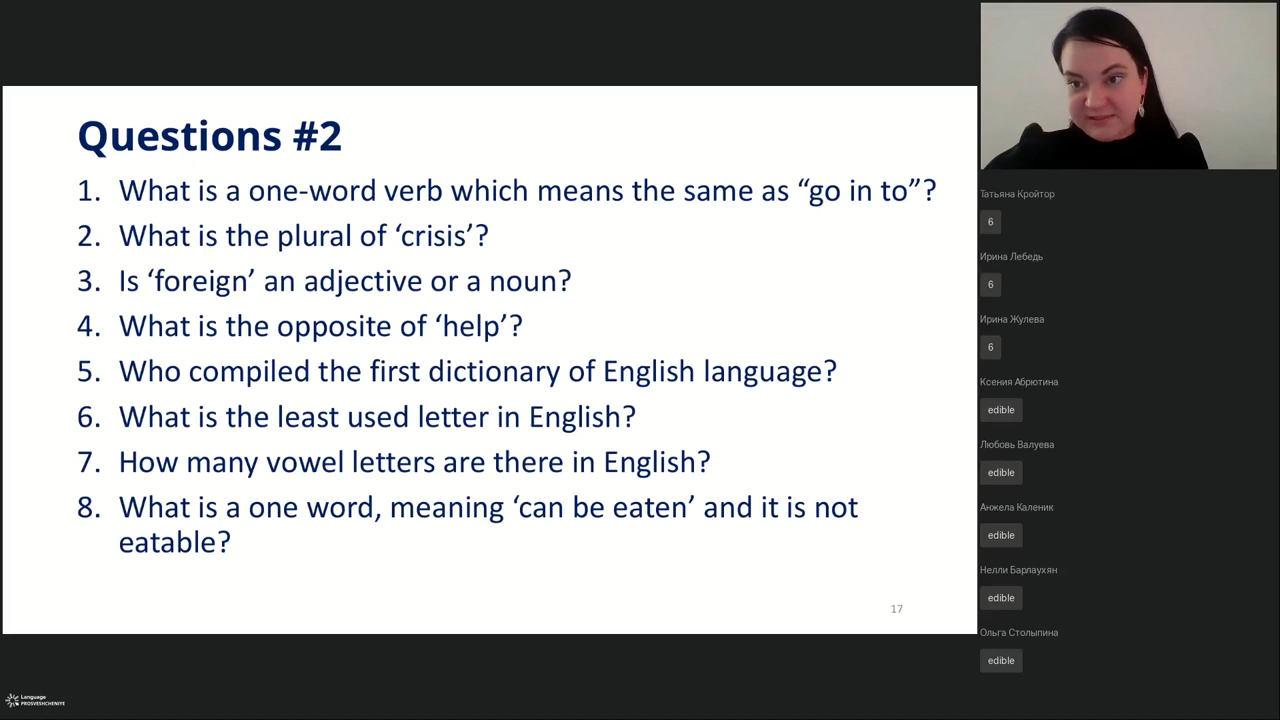 Questions #2
1. What is a one-word verb which means the same as “go in to”?
2. What is the plural of ‘crisis’?
3. Is ‘foreign’ an adjective or a noun?
4. What is the opposite of ‘help’?
5. Who compiled the first dictionary of English language?
6. What is the least used letter in English?
7. How many vowel letters are there in English?
8. What is a one word, meaning ‘can be eaten’ and it is not
eatable?
17
Татьяна Кройтор
6
Ирина Лебедь
6
Ирина Жулева
6
Ксения Абрютина
edible
Любовь Валуева
edible
Анжела Каленик
edible
Нелли Барлаухян
edible
Ольга Столыпина
edible
Language
PROSVESHCHENIYE